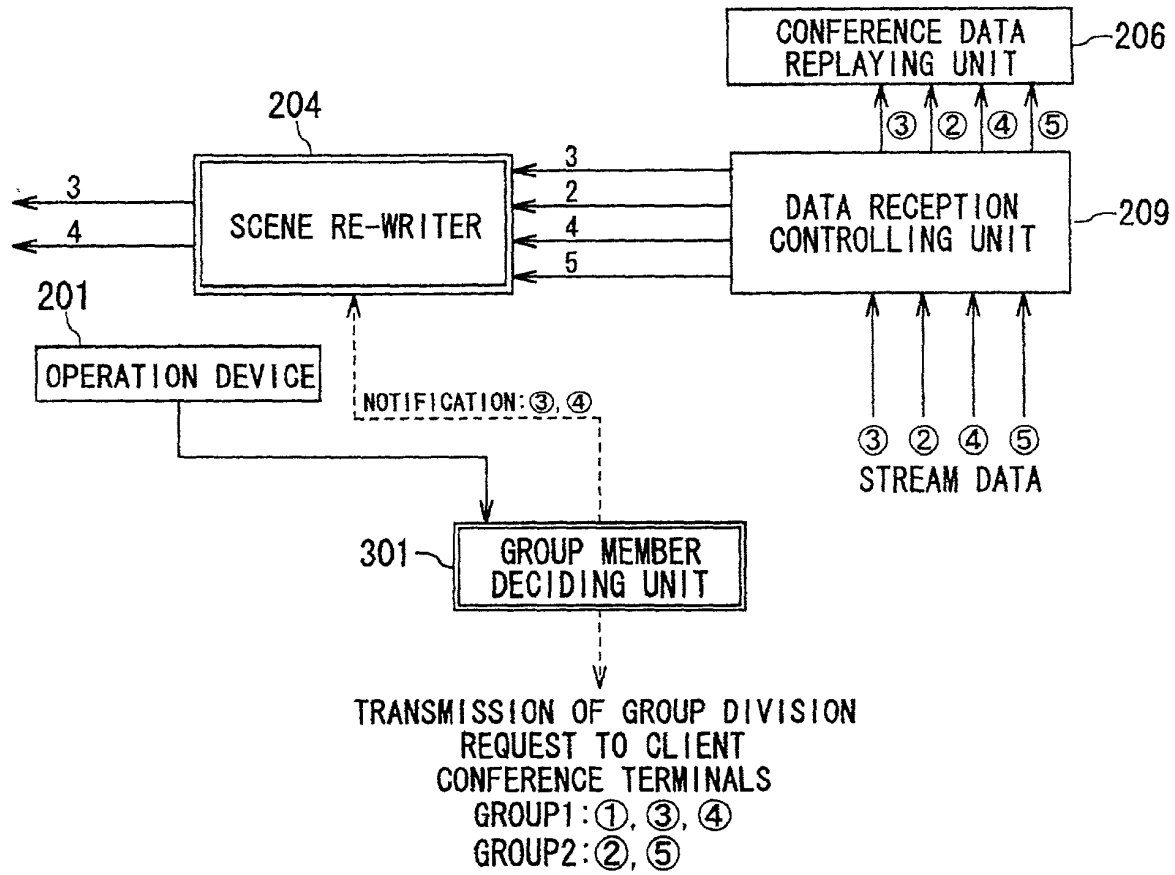 CONFERENCE DATA
REPLAYING UNIT
206
③ ② ④ ⑤
204
SCENE RE-WRITER
3
4
3
2
4
5
DATA RECEPTION
CONTROLLING UNIT
209
201
OPERATION DEVICE
NOTIFICATION:③,④
③ ② ④ ⑤
STREAM DATA
301
GROUP MEMBER
DECIDING UNIT
TRANSMISSION OF GROUP DIVISION
REQUEST TO CLIENT
CONFERENCE TERMINALS
GROUP1:①,③,④
GROUP2:②,⑤